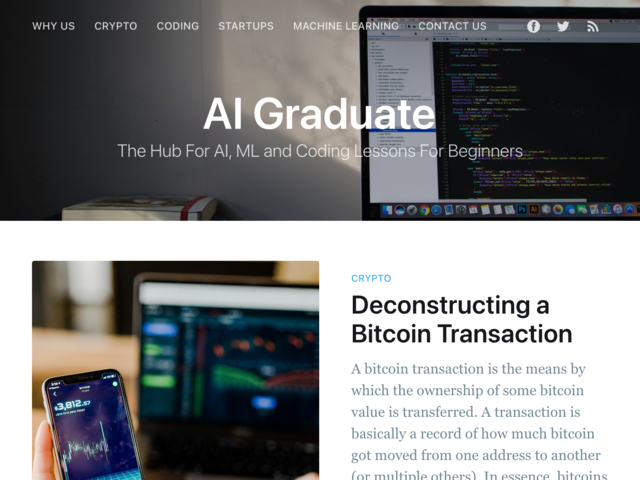 WHY US CRYPTO CODING STARTUPS MACHINE LEARNING CONTACT US
AI Graduate
The Hub For AI, ML and Coding Lessons For Beginners
CRYPTO
Deconstructing a
Bitcoin Transaction
A bitcoin transaction is the means by
which the ownership of some bitcoin
value is transferred. A transaction is
basically a record of how much bitcoin
got moved from one address to another
(or multiple others). In essence, bitcoins
$3,812.57